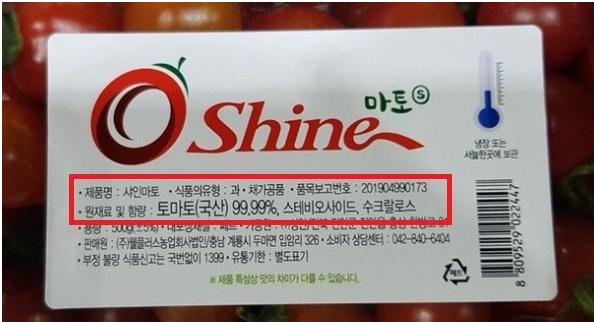 Shine
마토 S
냉장 또는
서늘한곳에 보관
• 제품명 : 샤인마토 • 식품의유형 : 과 • 채가공품 • 품목보고번호 : 201904990173
• 원재료 및 함량 : 토마토(국산) 99.99%, 스테비오사이드, 수크랄로스
• 용량 : 500g(±5%)
• 판매원 : (주)웰플러스농업회사법인/충남 계룡시 두마면 입암리 326 • 소비자 상담센터 : 042-840-6404
• 부정 불량 식품신고는 국번없이 1399 • 유통기한 : 별도표기
※ 제품 특성상 맛의 차이가 다를 수 있습니다.
페트
8 809529 022447